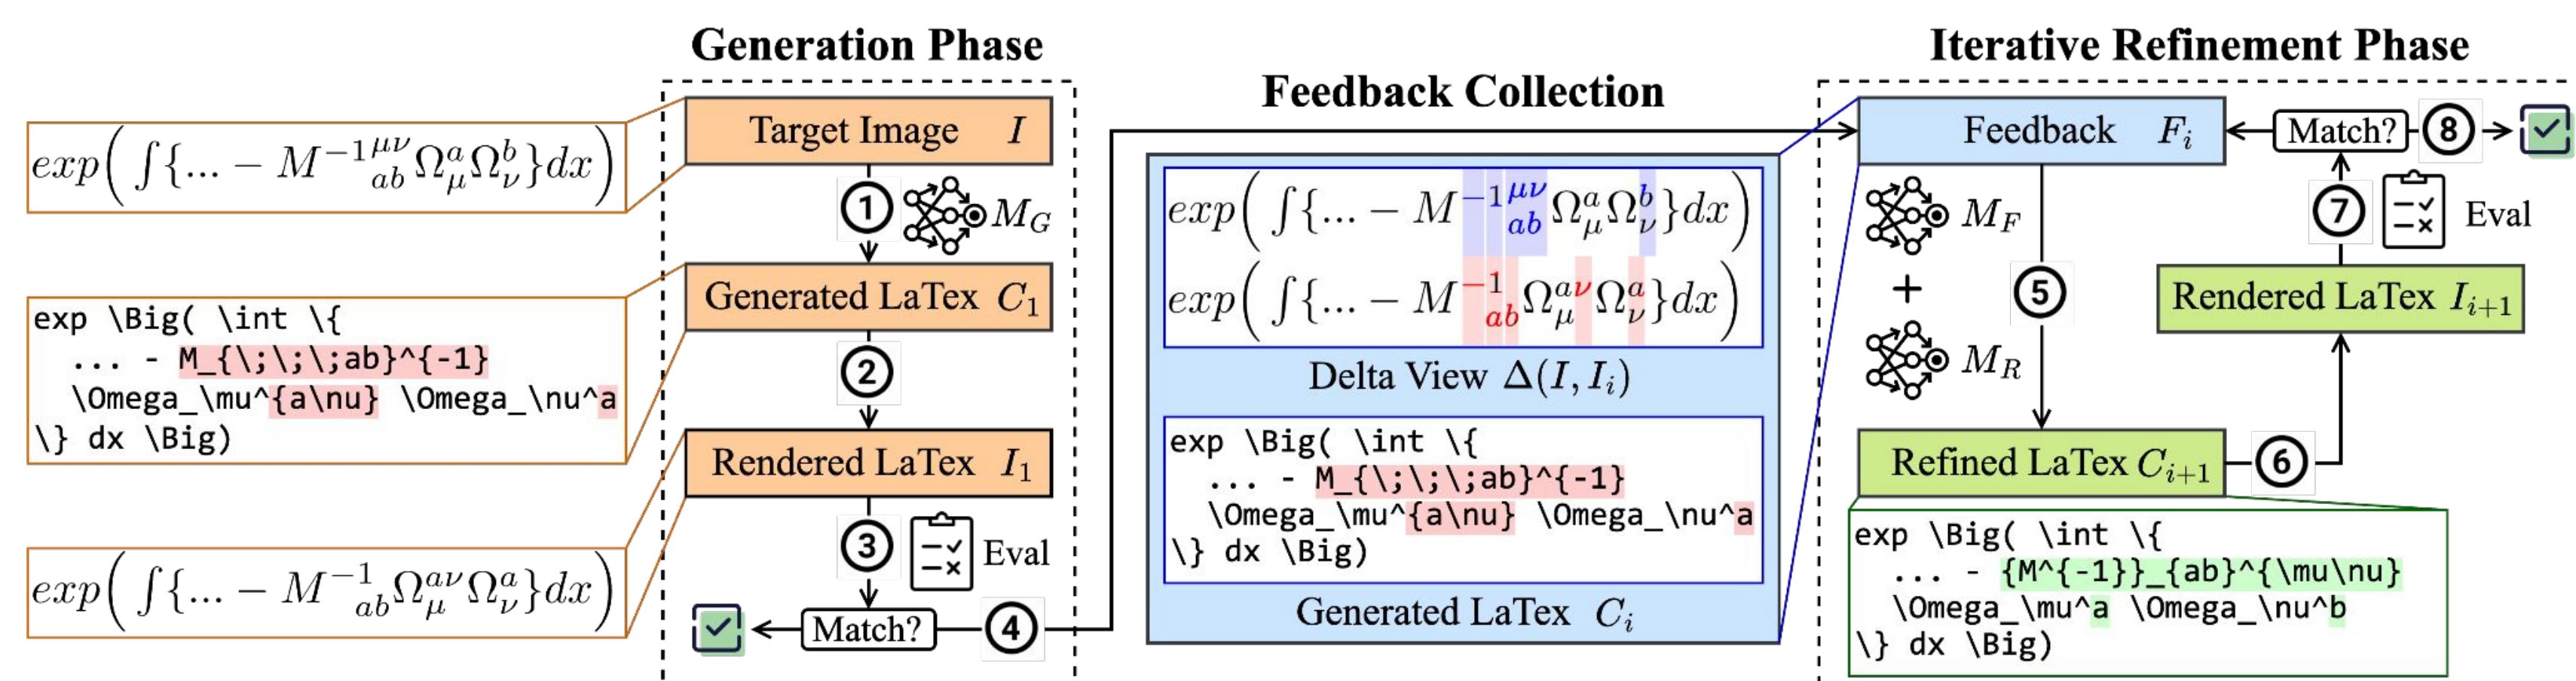 Generation Phase
Target Image I
exp( ∫{... − M^{−1}{}^{μν}_{ab} Ω^a_μ Ω^b_ν}dx)
1
M_G
Generated LaTex C_1
exp \Big( \int \{
... - M_{\;\;\;ab}^{-1}
\Omega_\mu^{a\nu} \Omega_\nu^a
\} dx \Big)
2
Rendered LaTex I_1
exp( ∫{... − M^{−1}_{ab} Ω^{aν}_μ Ω^a_ν}dx)
3
Eval
Match?
4
Feedback Collection
exp( ∫{... − M^{−1}{}^{μν}_{ab} Ω^a_μ Ω^b_ν}dx)
exp( ∫{... − M^{−1}_{ab} Ω^{aν}_μ Ω^a_ν}dx)
Delta View Δ(I, I_i)
exp \Big( \int \{
... - M_{\;\;\;ab}^{-1}
\Omega_\mu^{a\nu} \Omega_\nu^a
\} dx \Big)
Generated LaTex C_i
Iterative Refinement Phase
Feedback F_i
Match?
8
M_F
+
M_R
5
7
Eval
Rendered LaTex I_{i+1}
Refined LaTex C_{i+1}
6
exp \Big( \int \{
... - {M^{-1}}_{ab}^{\mu\nu}
\Omega_\mu^a \Omega_\nu^b
\} dx \Big)